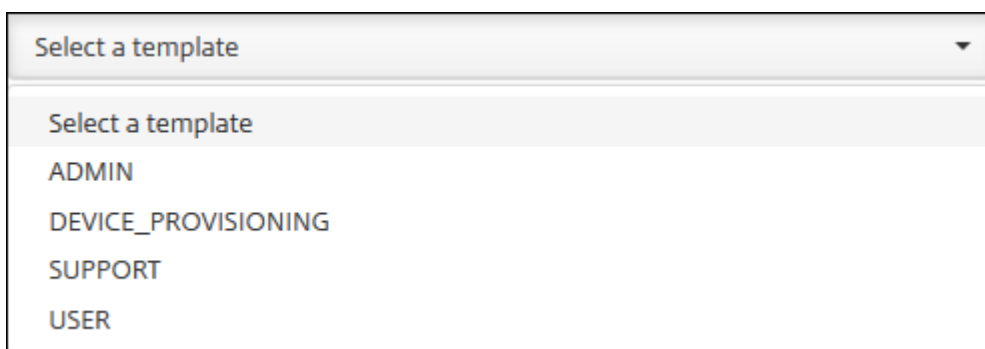 Select a template
Select a template
ADMIN
DEVICE_PROVISIONING
SUPPORT
USER